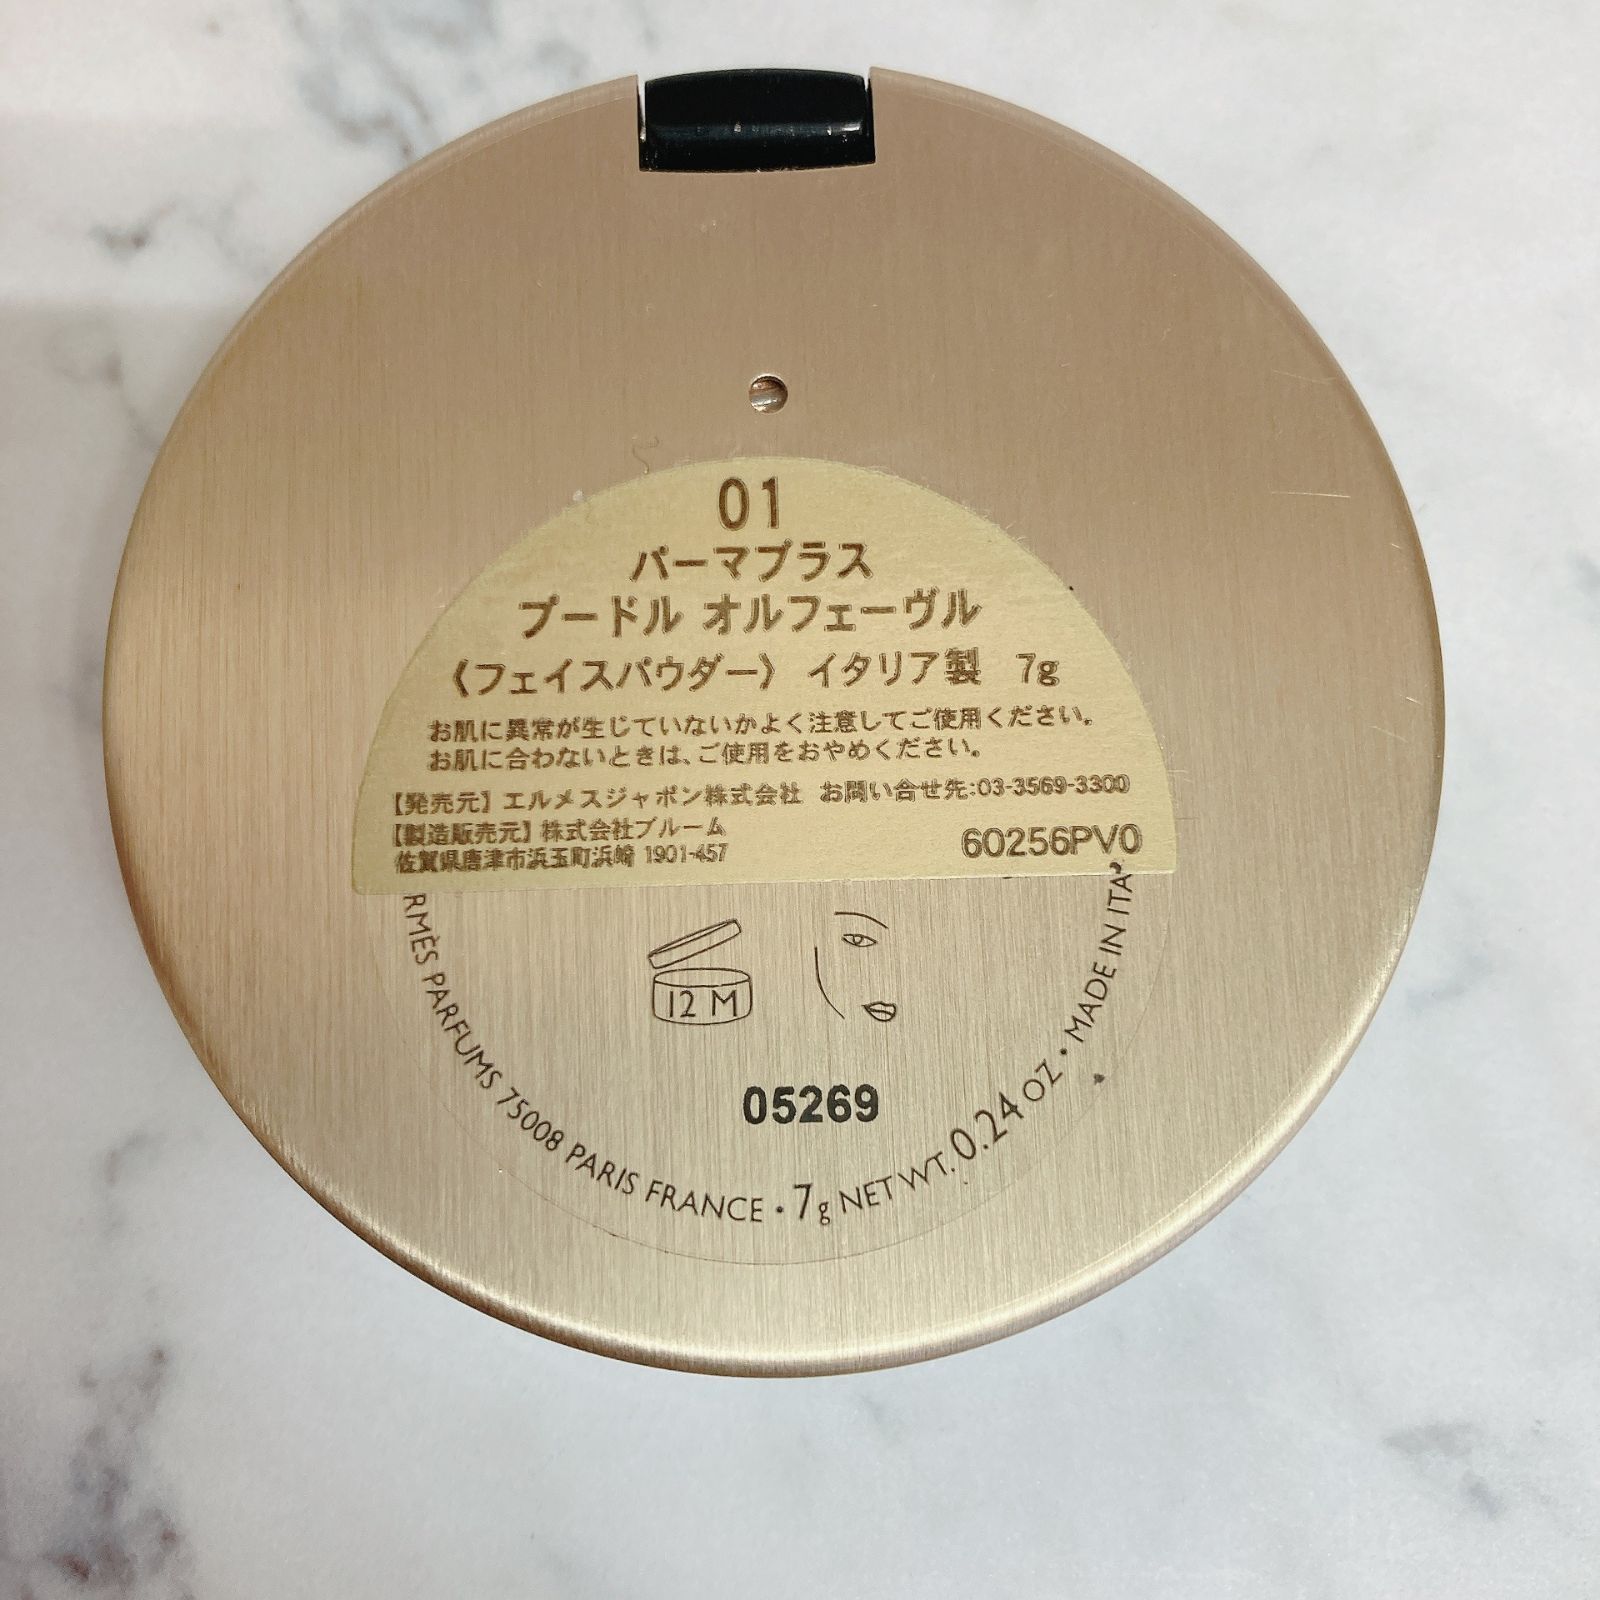 01
パーマブラス
プードル オルフェーヴル
〈フェイスパウダー〉 イタリア製 7g
お肌に異常が生じていないかよく注意してご使用ください。
お肌に合わないときは、ご使用をおやめください。
【発売元】エルメスジャポン株式会社 お問い合せ先:03-3569-3300
【製造販売元】株式会社ブルーム
佐賀県唐津市浜玉町浜崎 1901-457
60256PV0
12 M
05269
RMÈS PARFUMS 75008 PARIS FRANCE • 7g NET WT. 0.24 OZ • MADE IN ITA